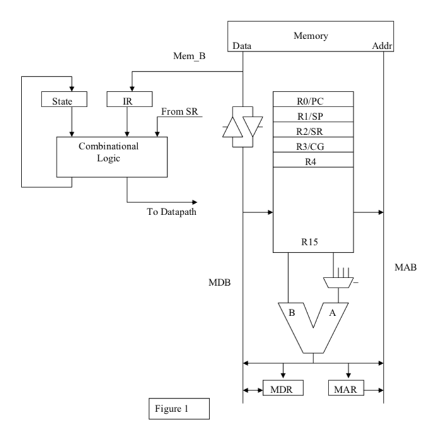 Memory
Data
Addr
Mem_B
State
IR
From SR
Combinational
Logic
To Datapath
R0/PC
R1/SP
R2/SR
R3/CG
R4
R15
MDB
MAB
B
A
MDR
MAR
Figure 1